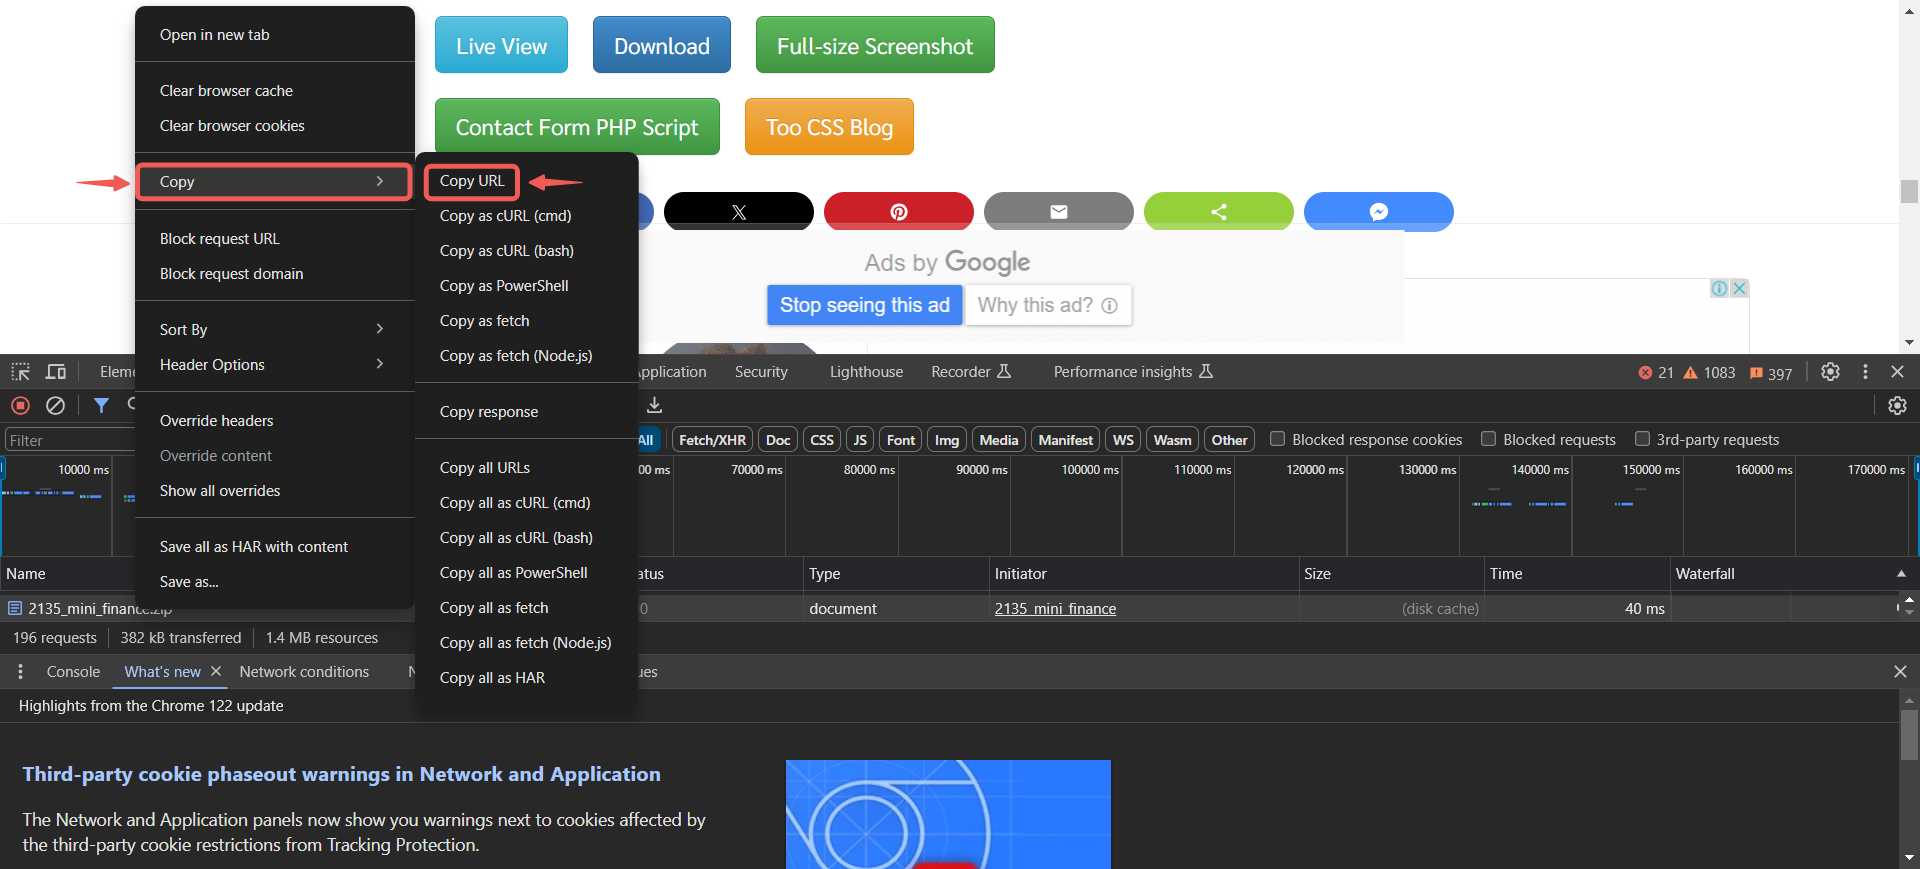 Open in new tab
Clear browser cache
Clear browser cookies
Copy
Block request URL
Block request domain
Sort By
Header Options
Override headers
Override content
Show all overrides
Save all as HAR with content
Save as...
Copy URL
Copy as cURL (cmd)
Copy as cURL (bash)
Copy as PowerShell
Copy as fetch
Copy as fetch (Node.js)
Copy response
Copy all URLs
Copy all as cURL (cmd)
Copy all as cURL (bash)
Copy all as PowerShell
Copy all as fetch
Copy all as fetch (Node.js)
Copy all as HAR
Live View Download Full-size Screenshot
Contact Form PHP Script Too CSS Blog
Ads by Google
Stop seeing this ad Why this ad?
Security Lighthouse Recorder Performance insights 21 1083 397
Filter All Fetch/XHR Doc CSS JS Font Img Media Manifest WS Wasm Other Blocked response cookies Blocked requests 3rd-party requests
10000 ms 70000 ms 80000 ms 90000 ms 100000 ms 110000 ms 120000 ms 130000 ms 140000 ms 150000 ms 160000 ms 170000 ms
Name Type Initiator Size Time Waterfall
2135_mini_finance.zip document 2135 mini finance (disk cache) 40 ms
196 requests 382 kB transferred 1.4 MB resources
Console What's new Network conditions
Highlights from the Chrome 122 update
Third-party cookie phaseout warnings in Network and Application
The Network and Application panels now show you warnings next to cookies affected by
the third-party cookie restrictions from Tracking Protection.